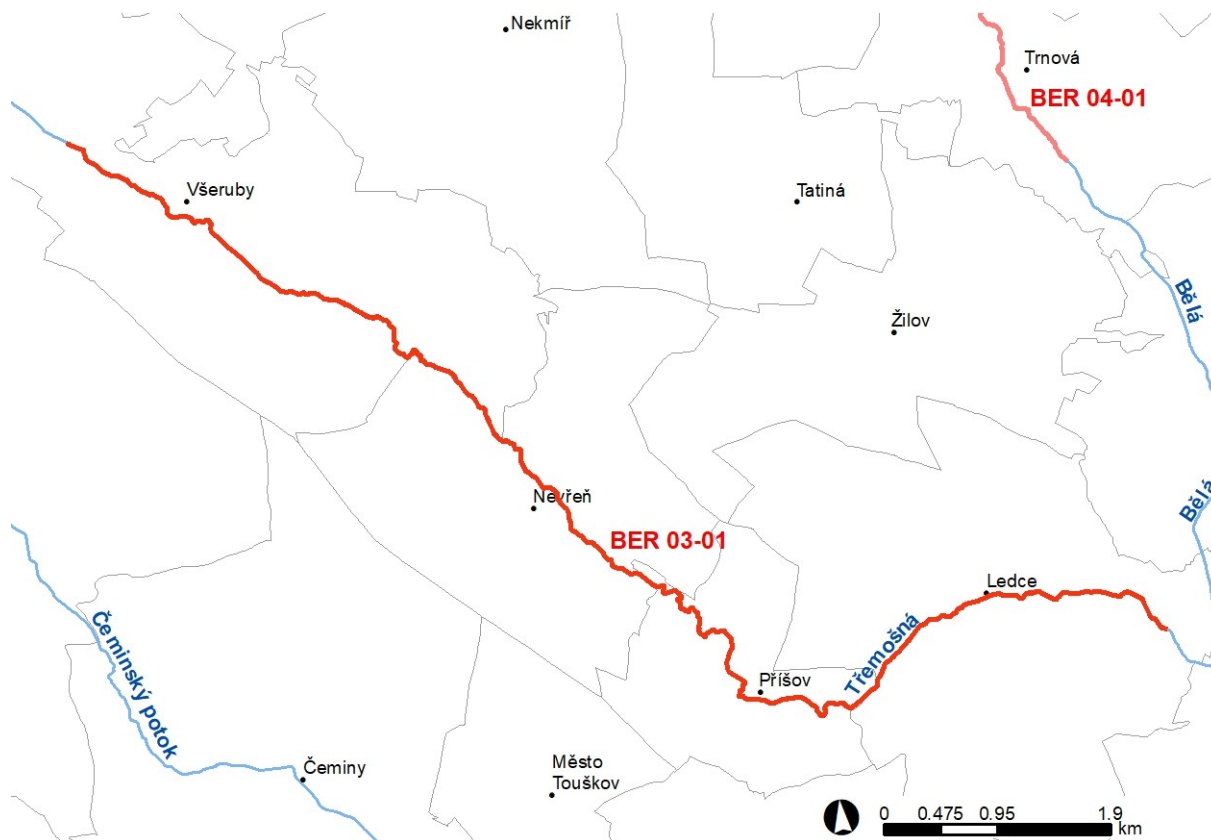 Nekmíř
Trnová
BER 04-01
Všeruby
Tatiná
Bělá
Žilov
Nevřeň
Bělá
BER 03-01
Ledce
Čeminský potok
Třemošná
Příšov
Město
Touškov
Čeminy
0 0.475 0.95 1.9
km